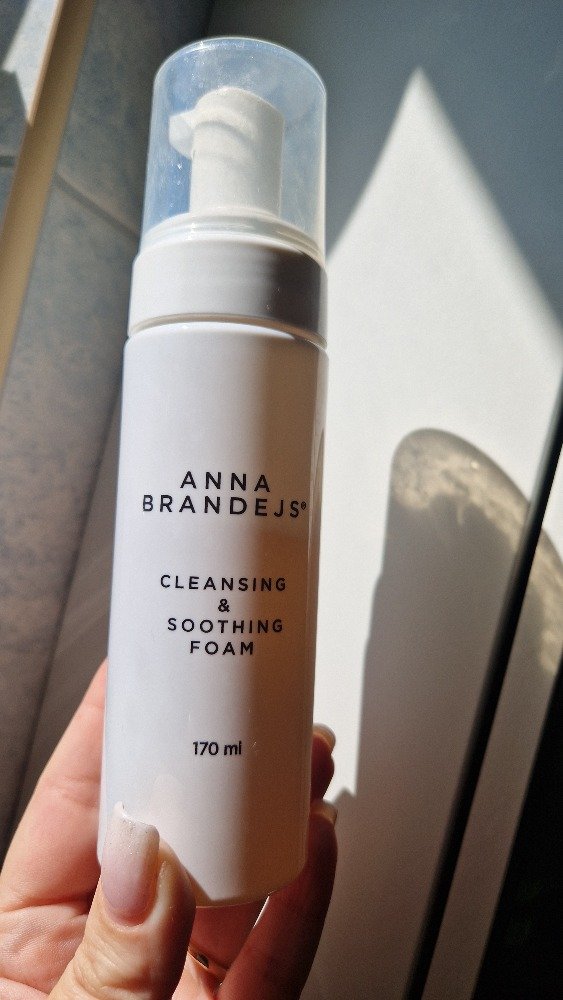 ANNA
BRANDEJS®
CLEANSING
&
SOOTHING
FOAM
170 ml